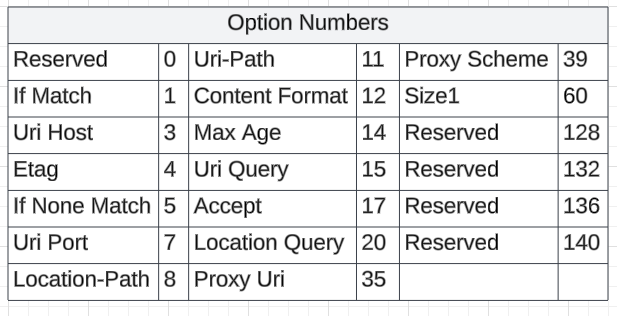 Option Numbers
Reserved 0 Uri-Path 11 Proxy Scheme 39
If Match 1 Content Format 12 Size1 60
Uri Host 3 Max Age 14 Reserved 128
Etag 4 Uri Query 15 Reserved 132
If None Match 5 Accept 17 Reserved 136
Uri Port 7 Location Query 20 Reserved 140
Location-Path 8 Proxy Uri 35